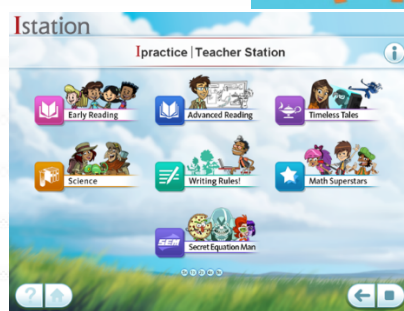 Istation
Ipractice | Teacher Station
Early Reading
Advanced Reading
Timeless Tales
Science
Writing Rules!
Math Superstars
SEM
Secret Equation Man